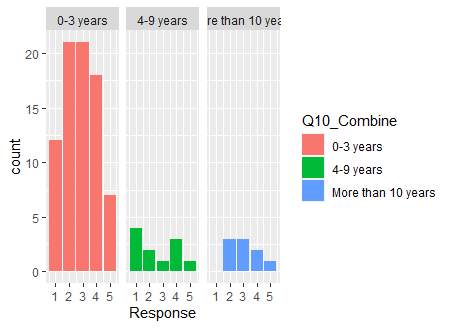 0-3 years
4-9 years
re than 10 yea
20
15
10
5
0
count
1 2 3 4 5
1 2 3 4 5
1 2 3 4 5
Response
Q10_Combine
0-3 years
4-9 years
More than 10 years